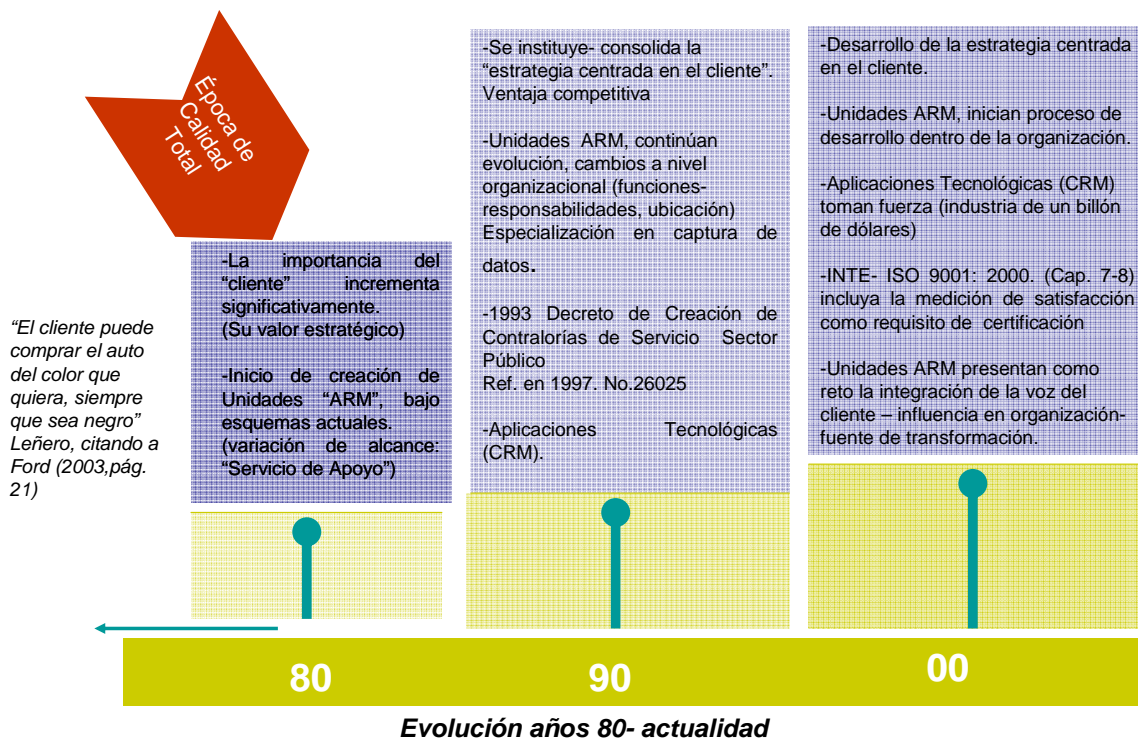 Época de
Calidad
Total
“El cliente puede
comprar el auto
del color que
quiera, siempre
que sea negro”
Leñero, citando a
Ford (2003,pág.
21)
-La importancia del
“cliente” incrementa
significativamente.
(Su valor estratégico)
-Inicio de creación de
Unidades “ARM”, bajo
esquemas actuales.
(variación de alcance:
“Servicio de Apoyo”)
-Se instituye- consolida la
“estrategia centrada en el cliente”.
Ventaja competitiva
-Unidades ARM, continúan
evolución, cambios a nivel
organizacional (funciones-
responsabilidades, ubicación)
Especialización en captura de
datos.
-1993 Decreto de Creación de
Contralorías de Servicio Sector
Público
Ref. en 1997. No.26025
-Aplicaciones Tecnológicas
(CRM).
-Desarrollo de la estrategia centrada
en el cliente.
-Unidades ARM, inician proceso de
desarrollo dentro de la organización.
-Aplicaciones Tecnológicas (CRM)
toman fuerza (industria de un billón
de dólares)
-INTE- ISO 9001: 2000. (Cap. 7-8)
incluya la medición de satisfacción
como requisito de certificación
-Unidades ARM presentan como
reto la integración de la voz del
cliente – influencia en organización-
fuente de transformación.
80
90
00
Evolución años 80- actualidad